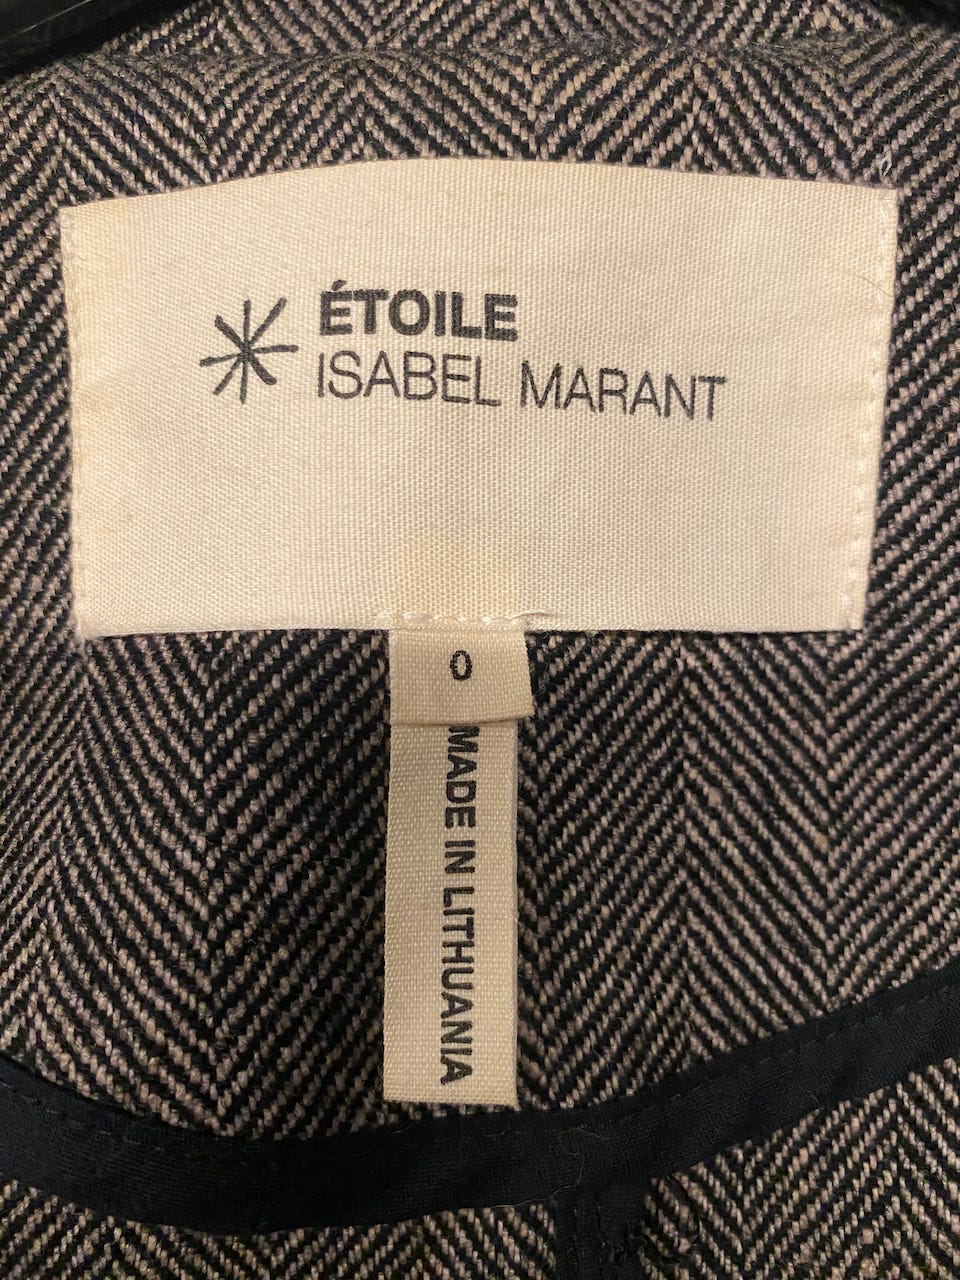 ÉTOILE
ISABEL MARANT
0
MADE IN LITHUANIA